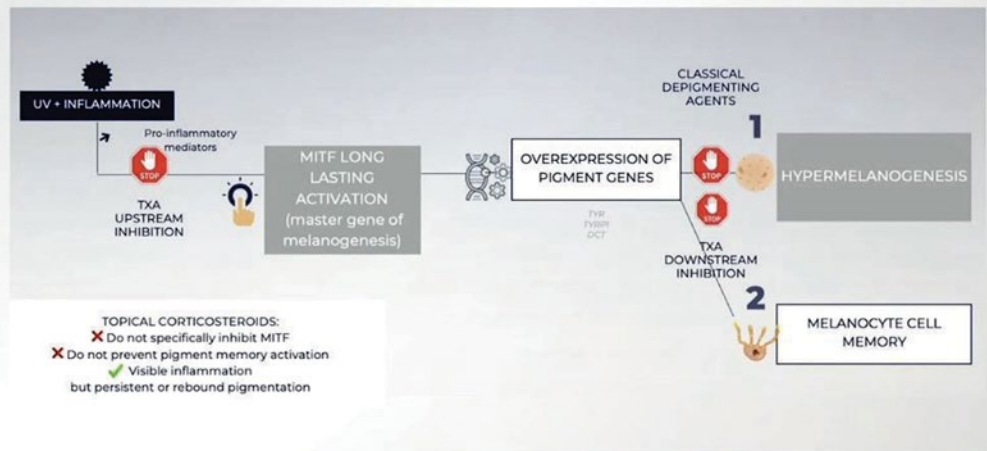 UV + INFLAMMATION
Pro-inflammatory
mediators
STOP
TXA
UPSTREAM
INHIBITION
MITF LONG
LASTING
ACTIVATION
(master gene of
melanogenesis)
OVEREXPRESSION OF
PIGMENT GENES
TYR
TYRP1
DCT
CLASSICAL
DEPIGMENTING
AGENTS
1
STOP
HYPERMELANOGENESIS
STOP
TXA
DOWNSTREAM
INHIBITION
2
MELANOCYTE CELL
MEMORY
TOPICAL CORTICOSTEROIDS:
❌ Do not specifically inhibit MITF
❌ Do not prevent pigment memory activation
✅ Visible inflammation
but persistent or rebound pigmentation